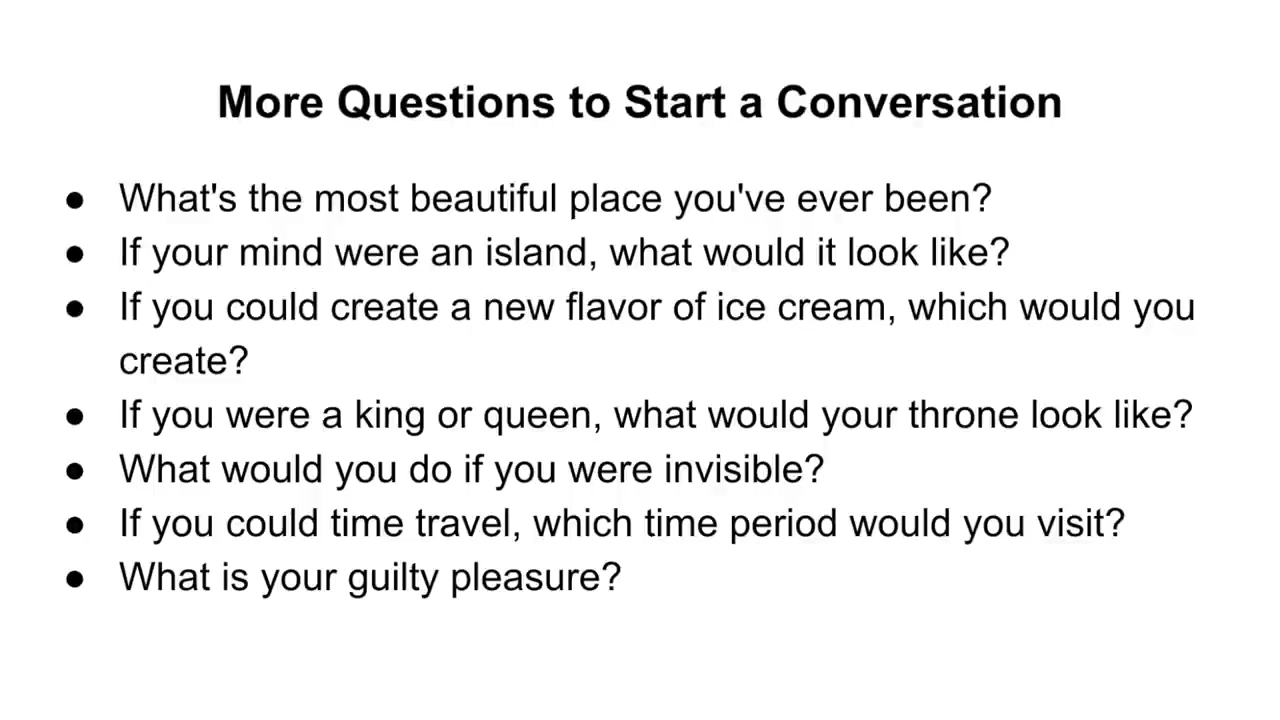 More Questions to Start a Conversation
● What's the most beautiful place you've ever been?
● If your mind were an island, what would it look like?
● If you could create a new flavor of ice cream, which would you
create?
● If you were a king or queen, what would your throne look like?
● What would you do if you were invisible?
● If you could time travel, which time period would you visit?
● What is your guilty pleasure?